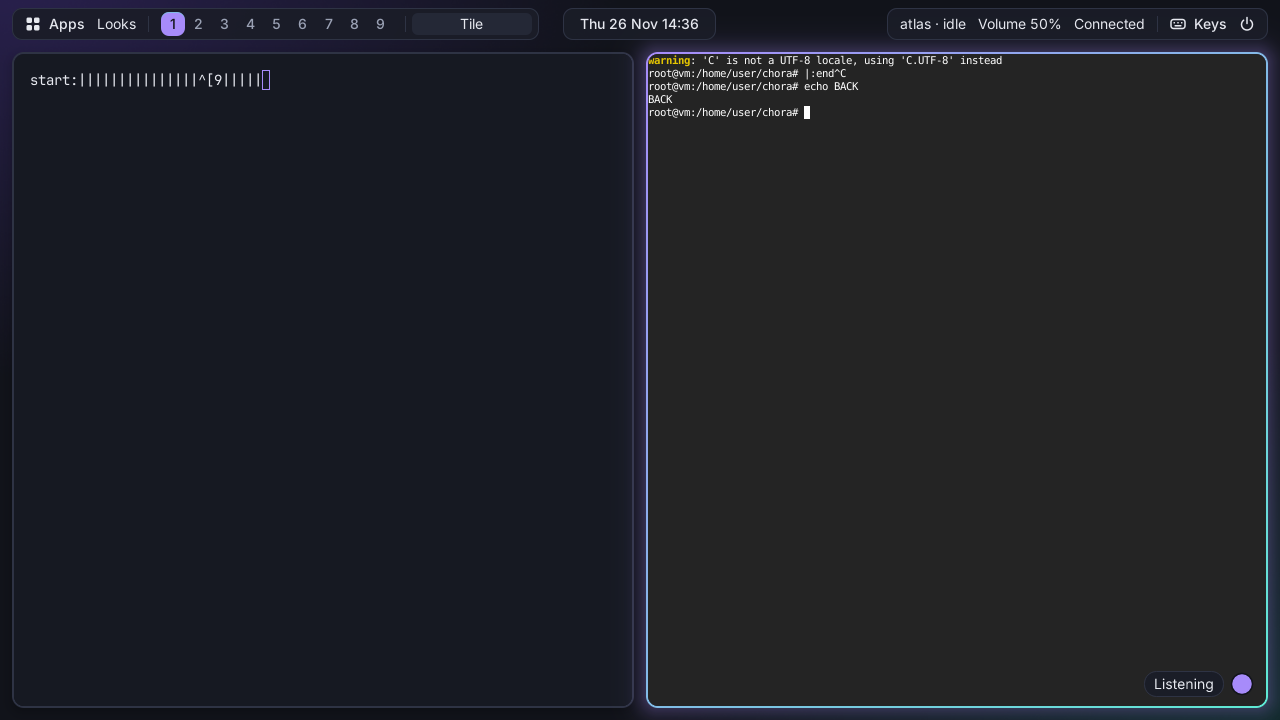 Apps Looks 1 2 3 4 5 6 7 8 9 Tile Thu 26 Nov 14:36 atlas · idle Volume 50% Connected Keys
start:|||||||||||||||^[9|||||
warning: 'C' is not a UTF-8 locale, using 'C.UTF-8' instead
root@vm:/home/user/chora# |:end^C
root@vm:/home/user/chora# echo BACK
BACK
root@vm:/home/user/chora#
Listening